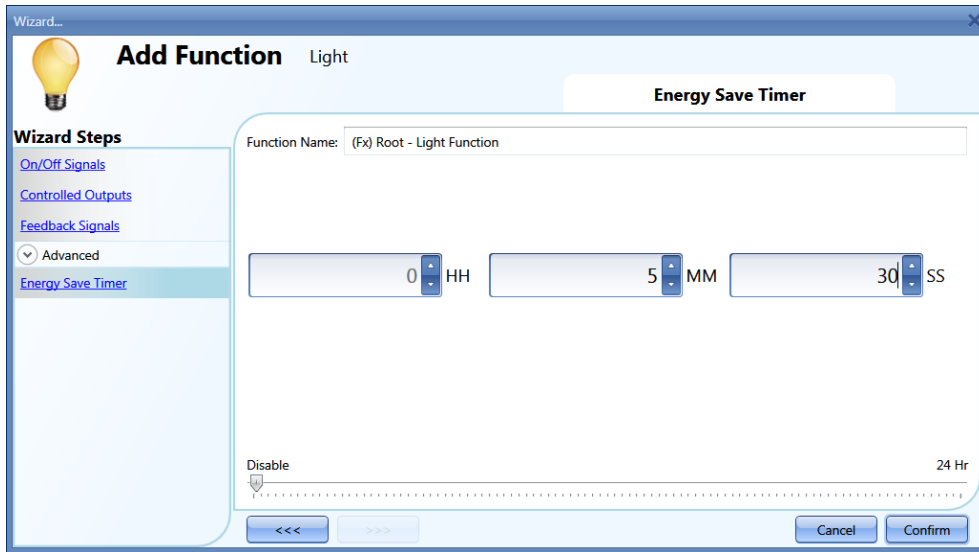 Wizard...
Add Function Light
Energy Save Timer
Wizard Steps
On/Off Signals
Controlled Outputs
Feedback Signals
Advanced
Energy Save Timer
Function Name: (Fx) Root - Light Function
0 HH 5 MM 30 SS
Disable 24 Hr
<<< >>> Cancel Confirm